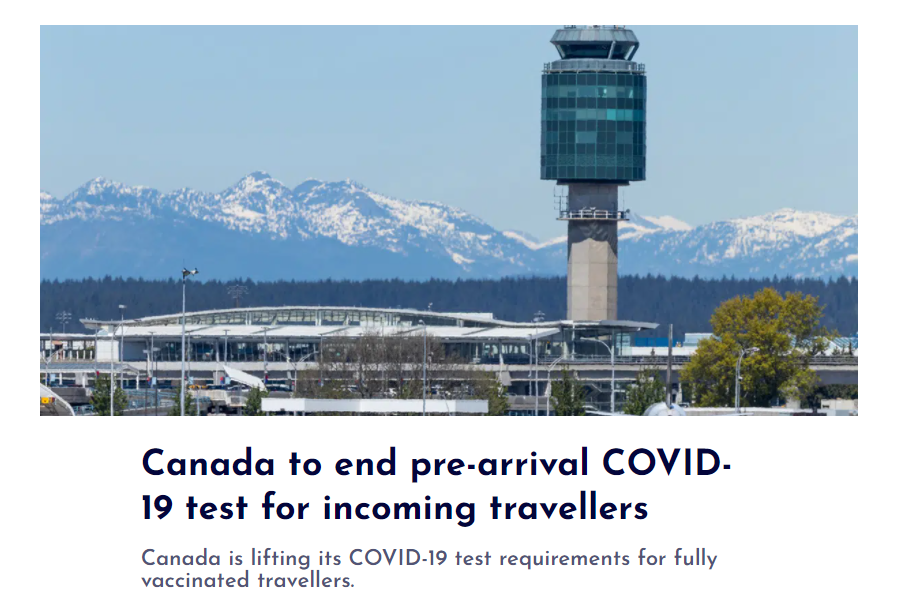 Canada to end pre-arrival COVID-
19 test for incoming travellers
Canada is lifting its COVID-19 test requirements for fully
vaccinated travellers.